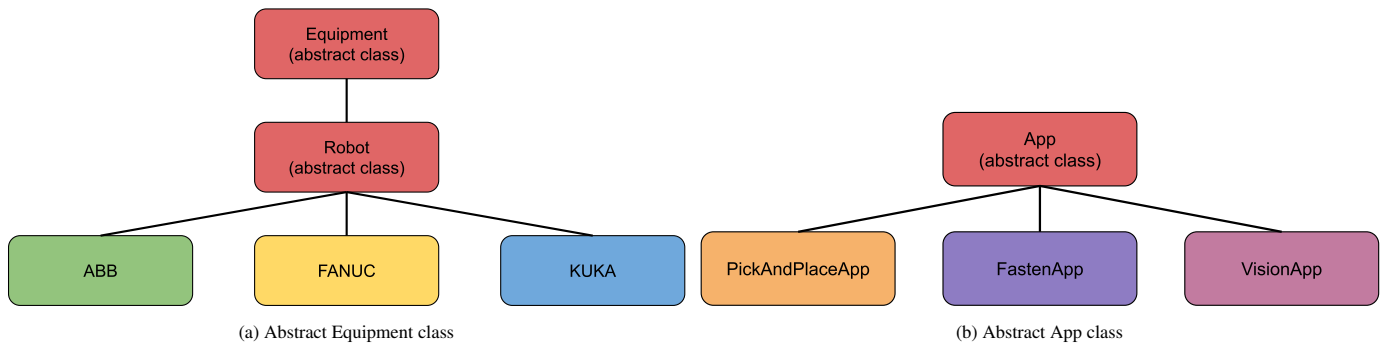 Equipment
(abstract class)
Robot
(abstract class)
ABB
FANUC
KUKA
(a) Abstract Equipment class
App
(abstract class)
PickAndPlaceApp
FastenApp
VisionApp
(b) Abstract App class